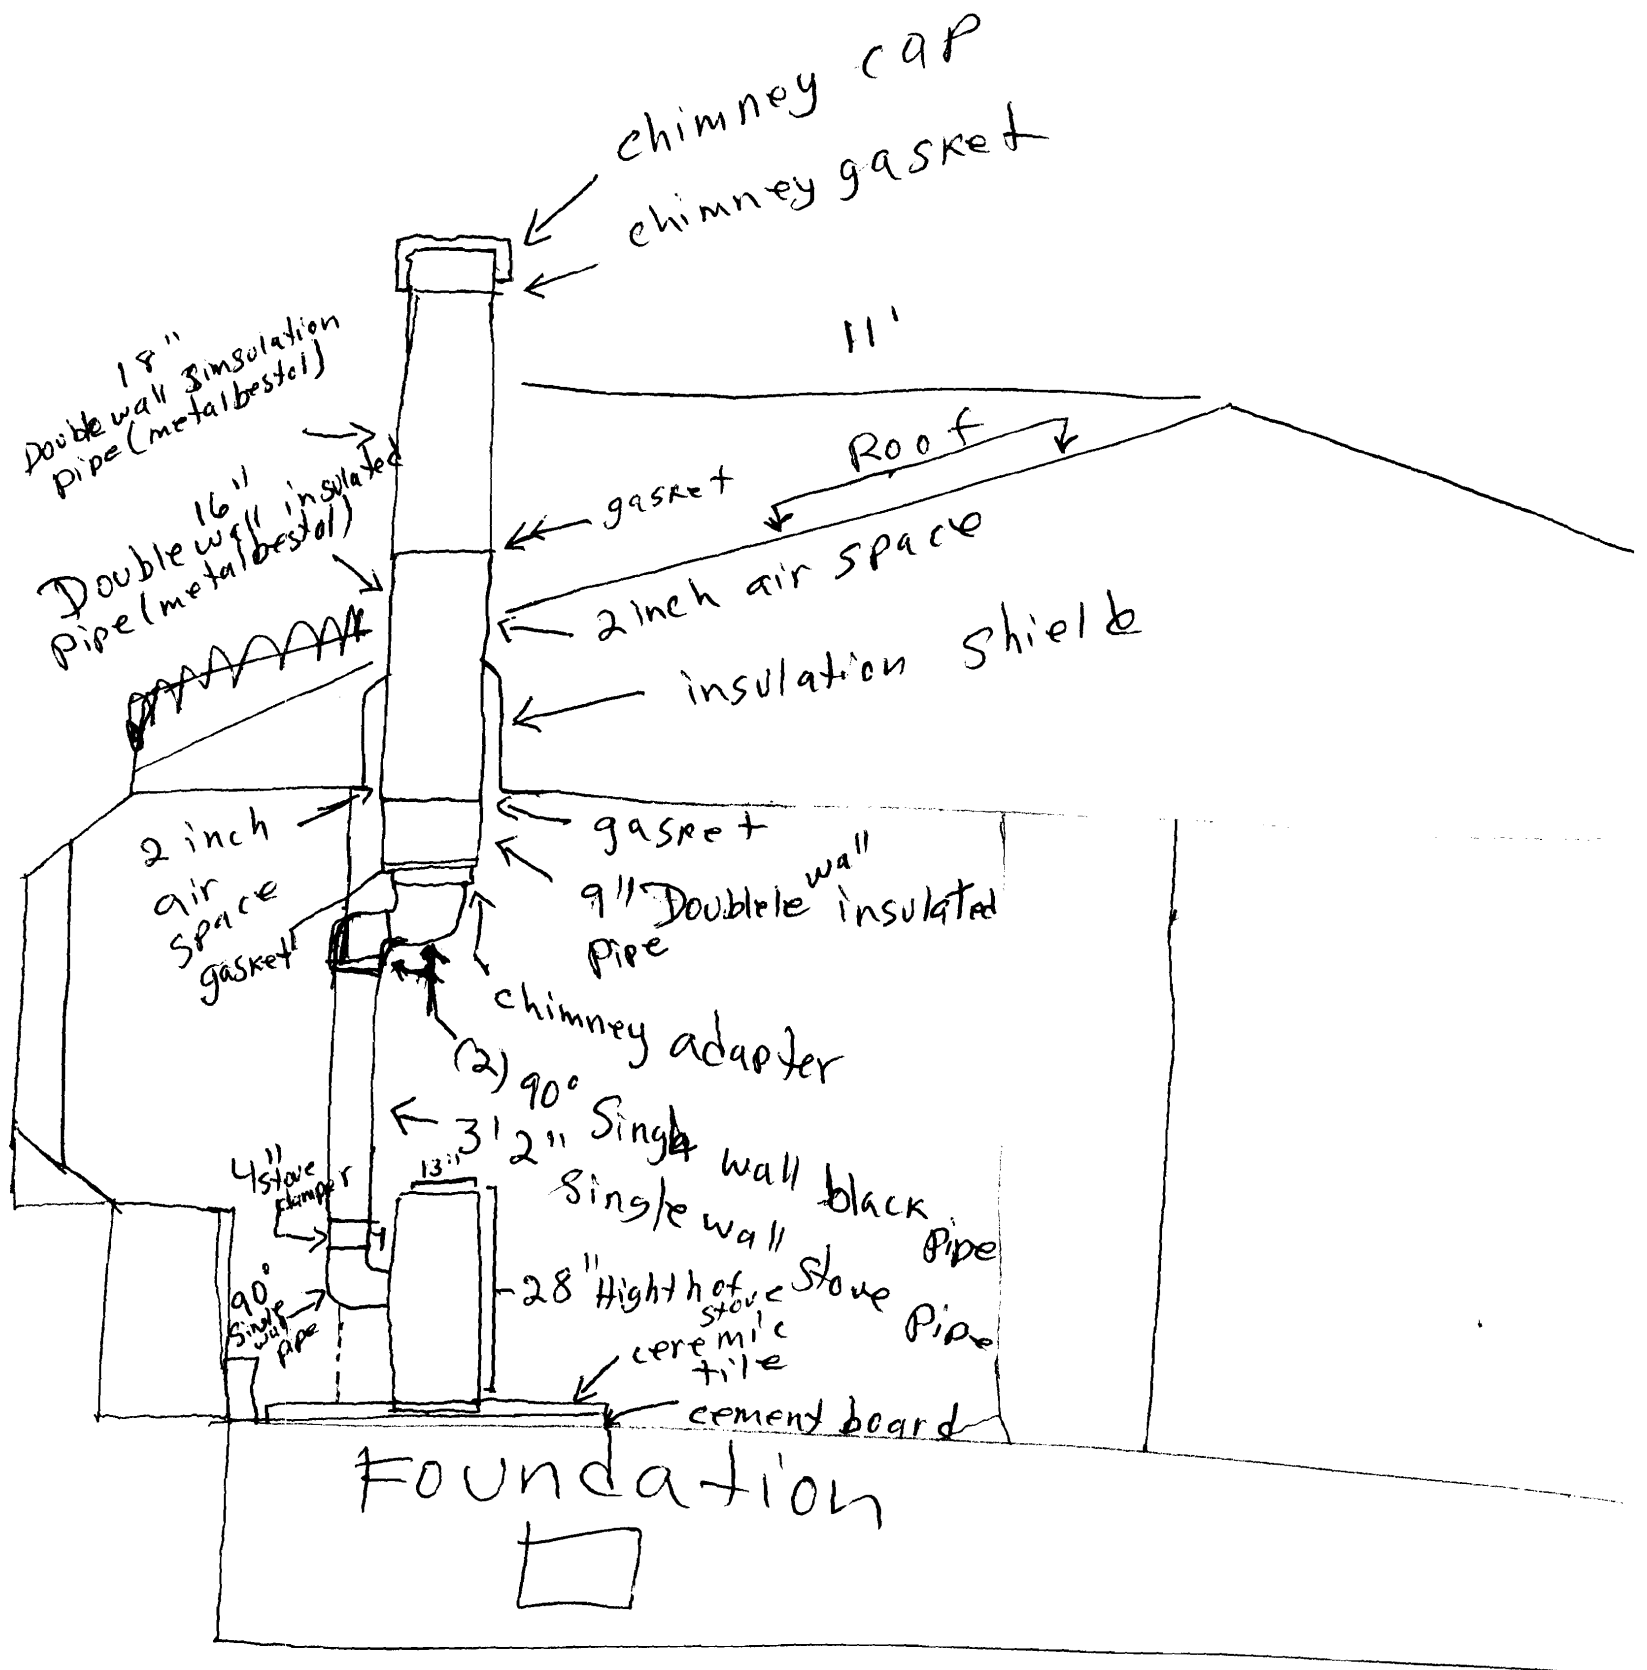 chimney cap
chimney gasket
11'
18"
Double wall insulation
pipe (metalbestol)
Roof
gasket
16"
Double wall insulated
pipe (metalbestol)
2 inch air space
insulation shield
2 inch
air
space
gasket
gasket
9" Doublele wall insulated
pipe
chimney adapter
(2) 90° Single wall black pipe
3' 2" Single wall stove pipe
13"
4" stove
damper
90°
single
wall
pipe
28" Highth of
stove
ceremic
tile
cement board
Foundation